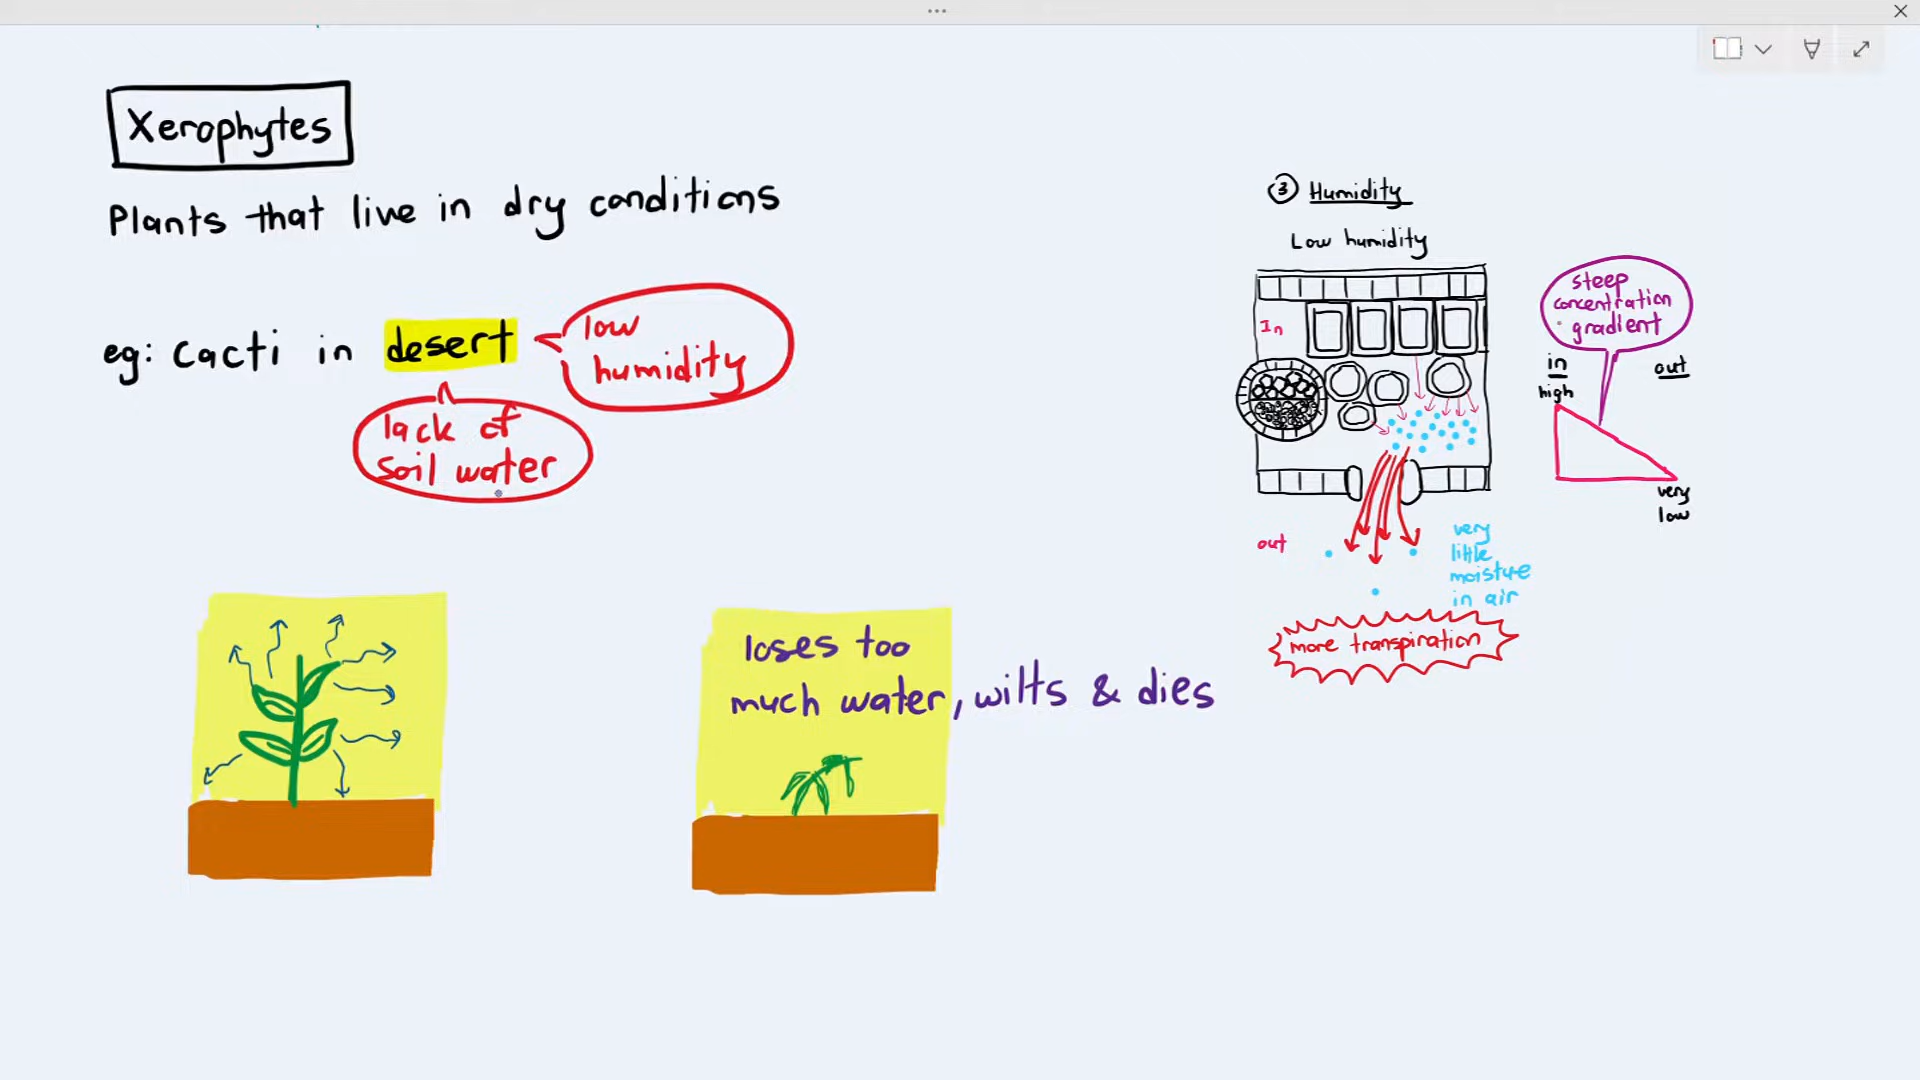 Xerophytes
Plants that live in dry conditions
eg: Cacti in desert
low
humidity
lack of
soil water
loses too
much water, wilts & dies
③ Humidity
Low humidity
In
out
very
little
moisture
in air
more transpiration
steep
concentration
gradient
in
out
high
very
low